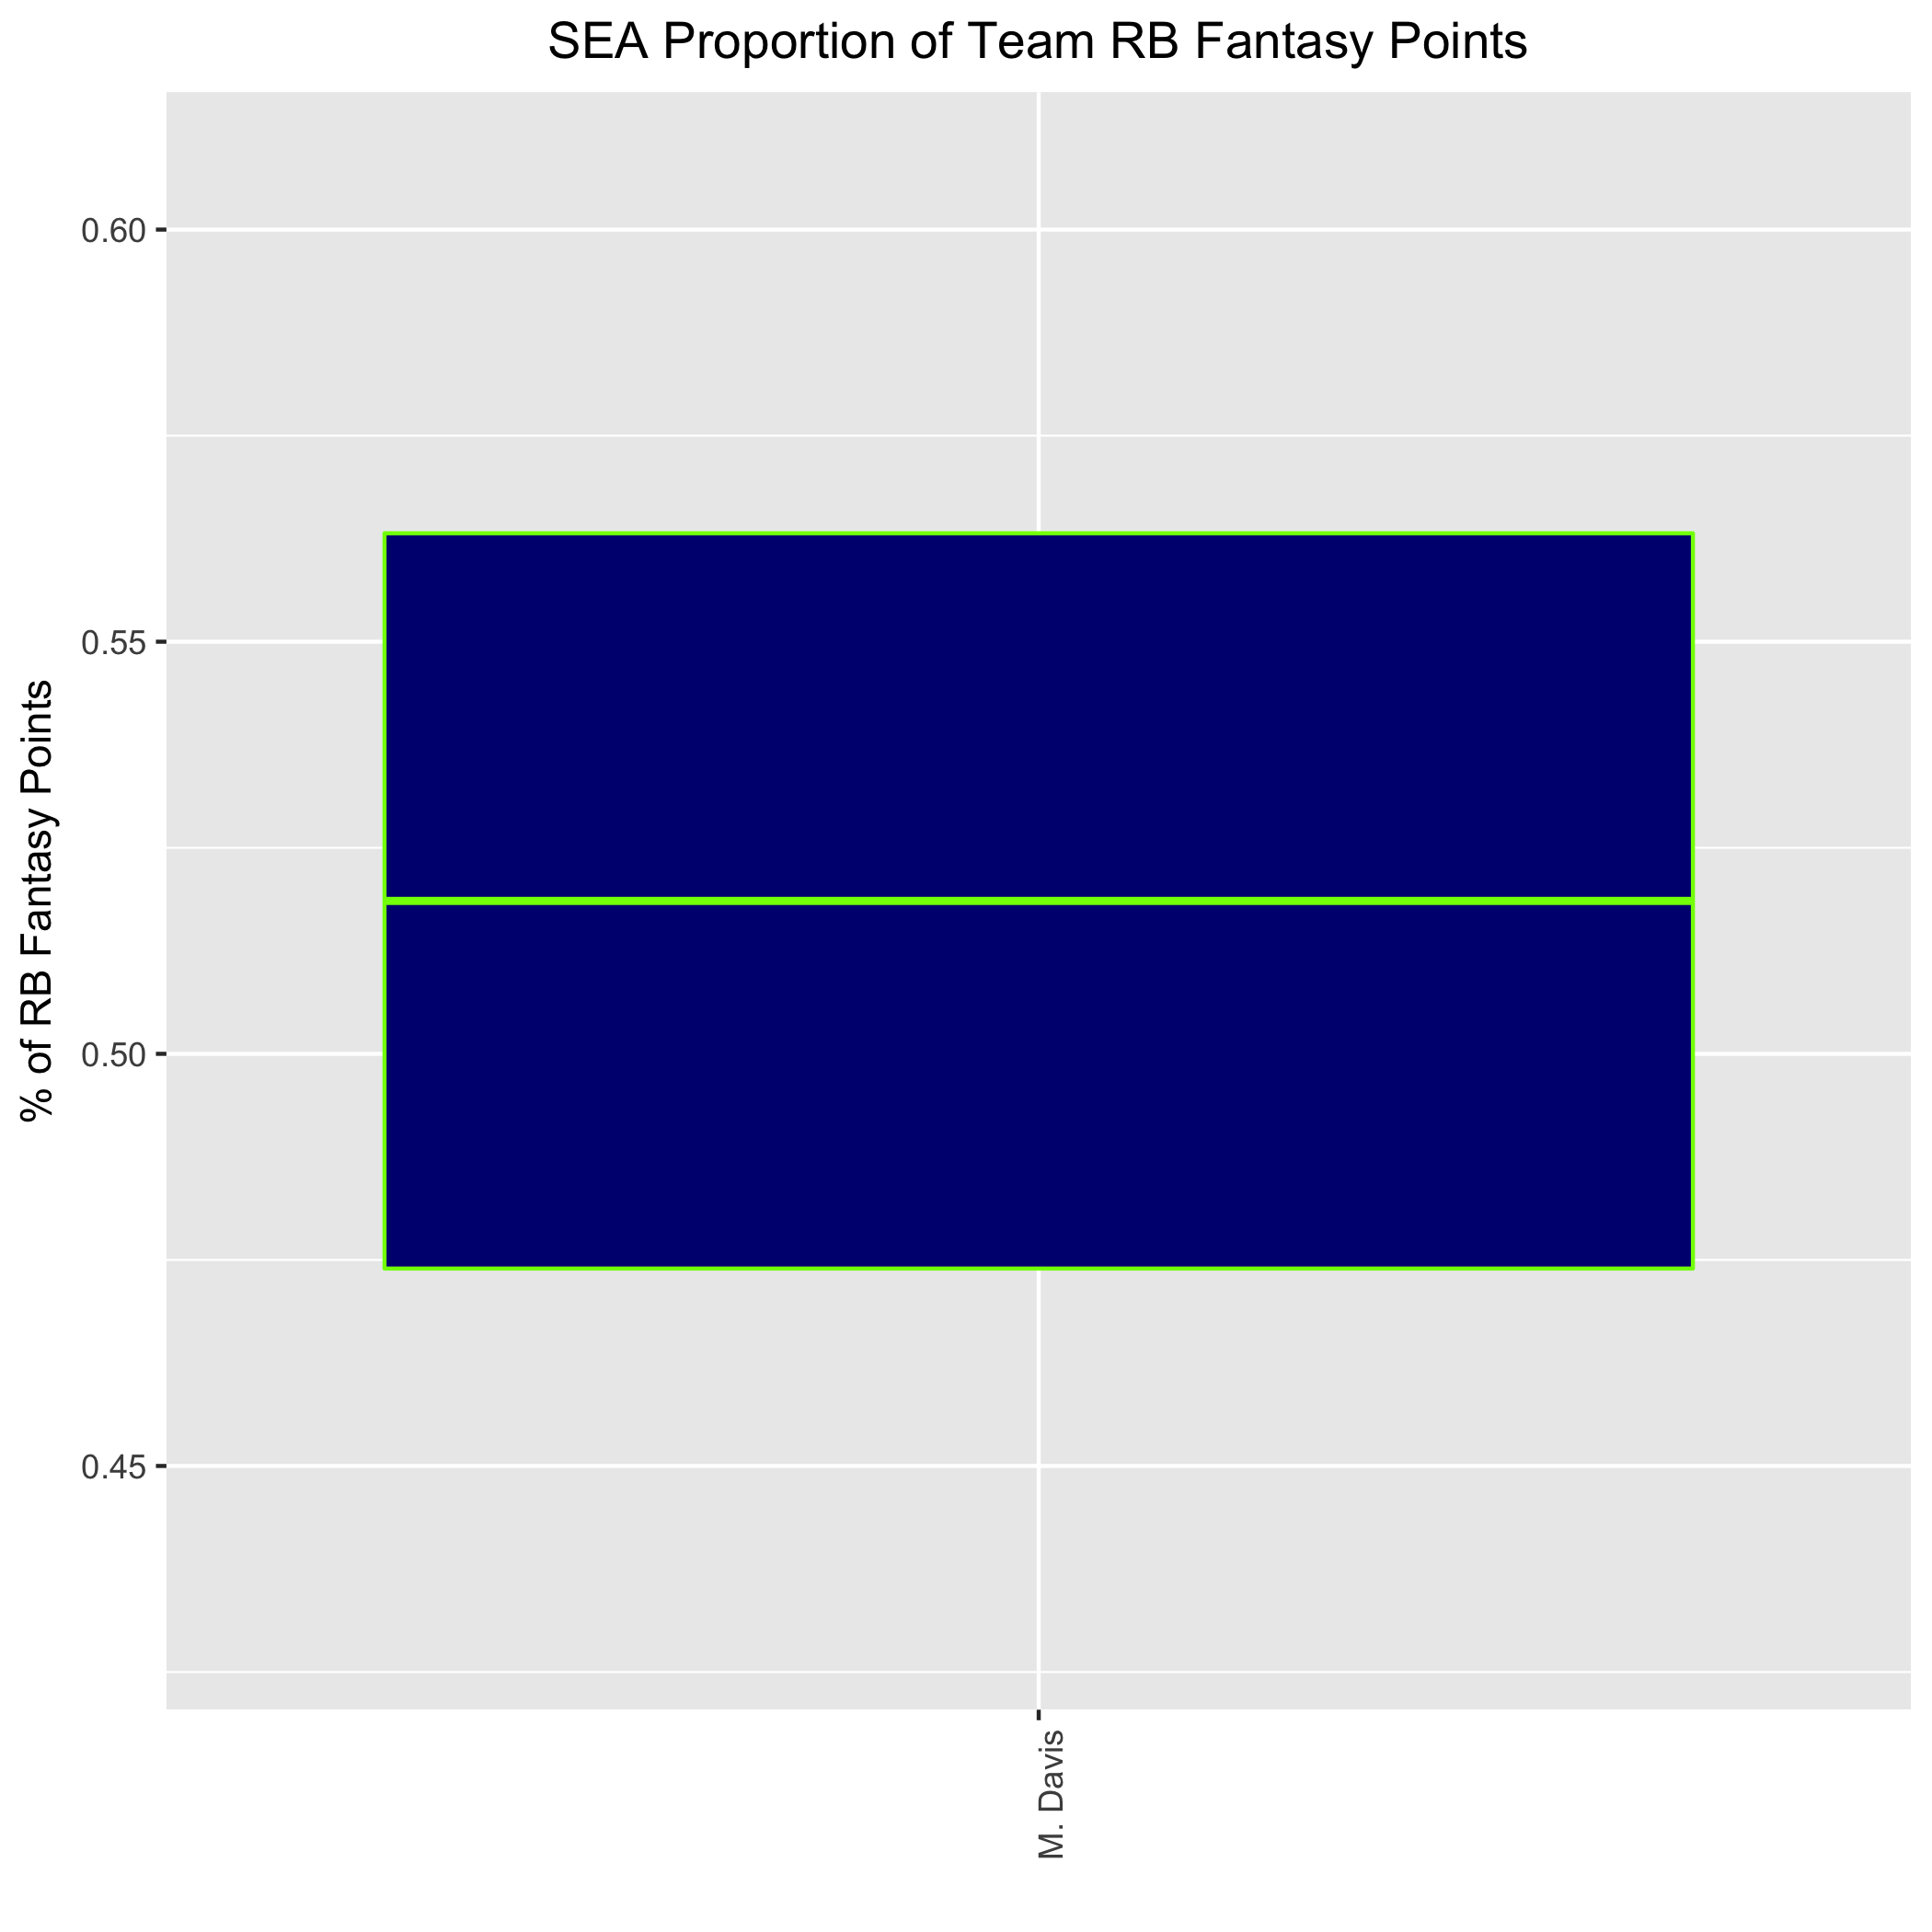 SEA Proportion of Team RB Fantasy Points
% of RB Fantasy Points
0.60
0.55
0.50
0.45
M. Davis